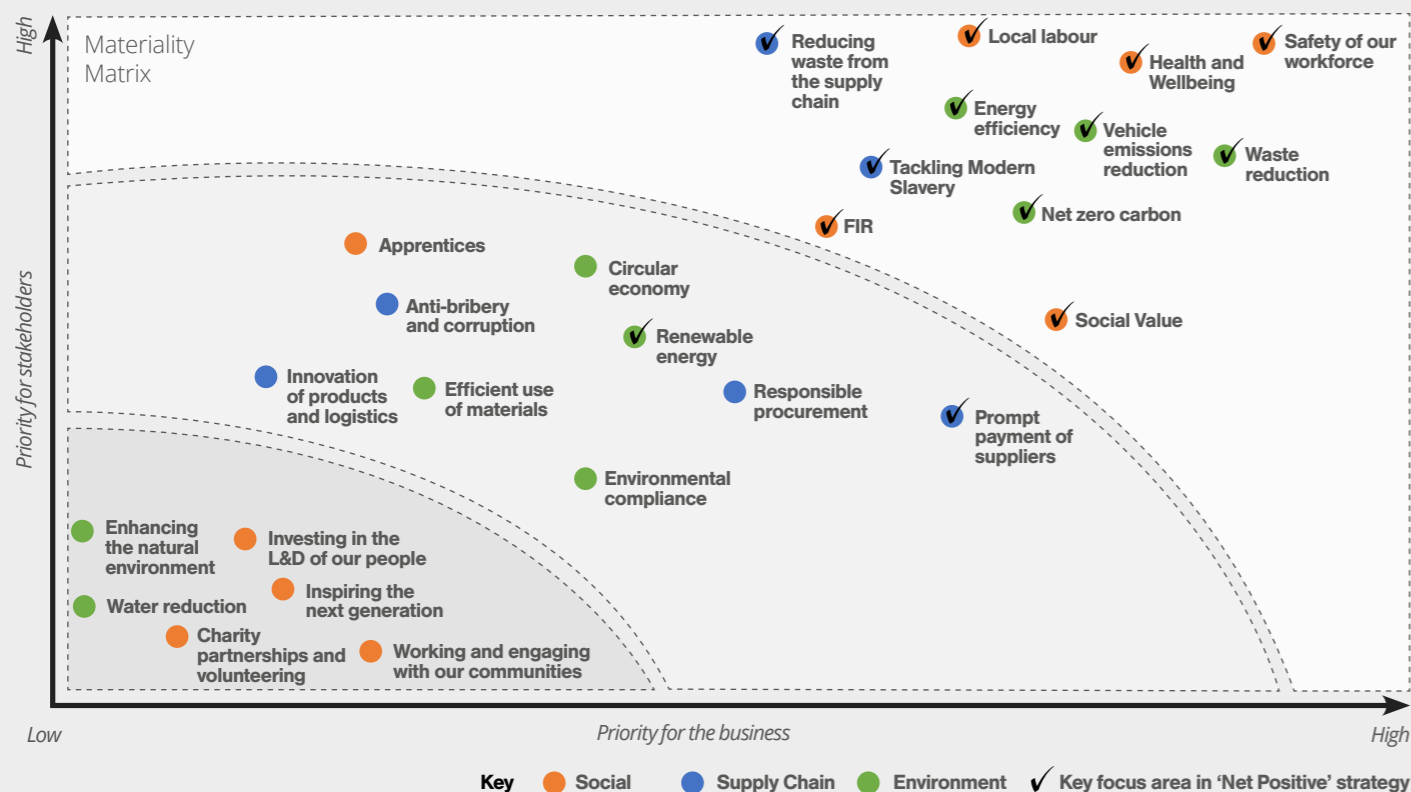 High
Materiality
Matrix
Reducing
waste from
the supply
chain
Local labour
Health and
Wellbeing
Safety of our
workforce
Energy
efficiency
Vehicle
emissions
reduction
Waste
reduction
Tackling Modern
Slavery
Net zero carbon
FIR
Apprentices
Circular
economy
Anti-bribery
and corruption
Social Value
Renewable
energy
Innovation
of products
and logistics
Efficient use
of materials
Responsible
procurement
Prompt
payment of
suppliers
Environmental
compliance
Priority for stakeholders
Enhancing
the natural
environment
Investing in the
L&D of our people
Inspiring the
next generation
Water reduction
Charity
partnerships and
volunteering
Working and engaging
with our communities
Low
Priority for the business
High
Key
Social
Supply Chain
Environment
Key focus area in ‘Net Positive’ strategy